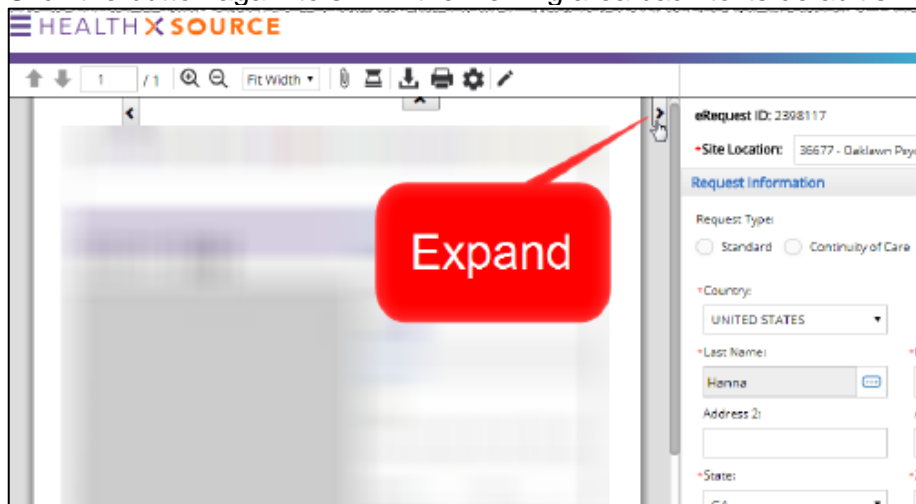 HEALTH SOURCE
1 / 1 Fit Width
Expand
eRequest ID: 2398117
*Site Location: 36677 - Oaklawn Psyc
Request Information
Request Type:
Standard Continuity of Care
*Country:
UNITED STATES
*Last Name:
Hanna
Address 2:
*State: